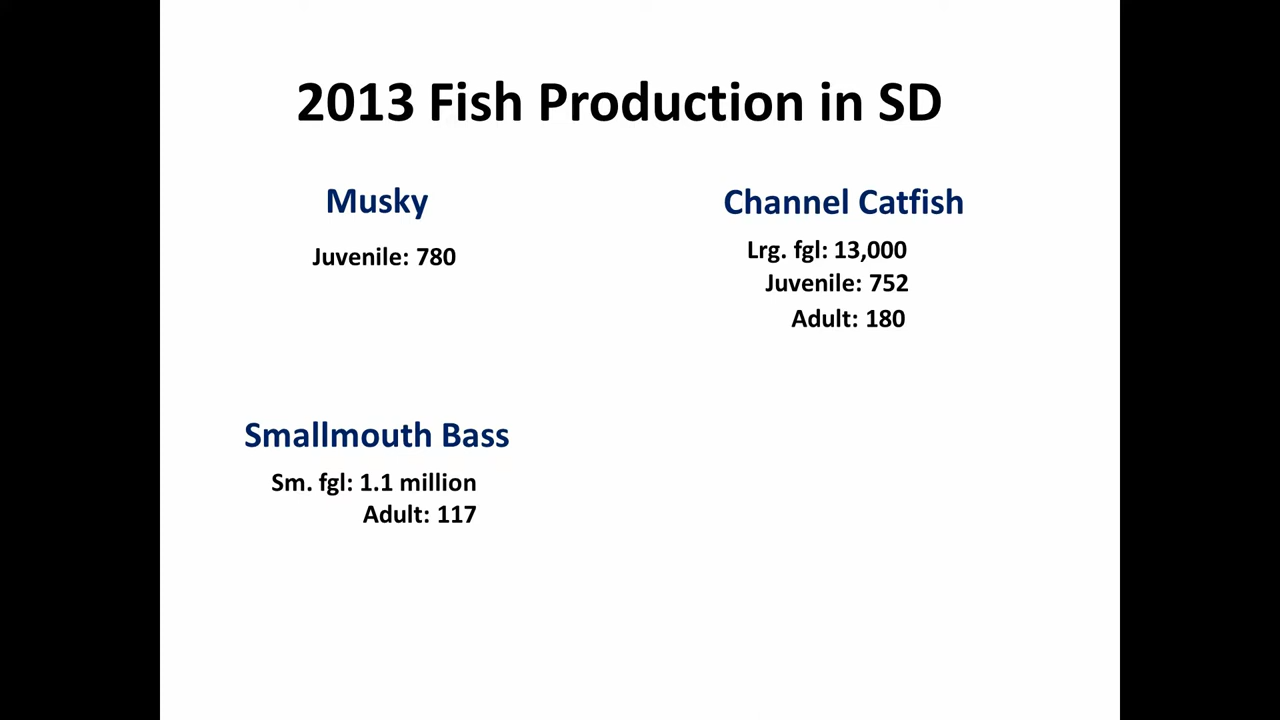 2013 Fish Production in SD
Musky
Juvenile: 780
Channel Catfish
Lrg. fgl: 13,000
Juvenile: 752
Adult: 180
Smallmouth Bass
Sm. fgl: 1.1 million
Adult: 117